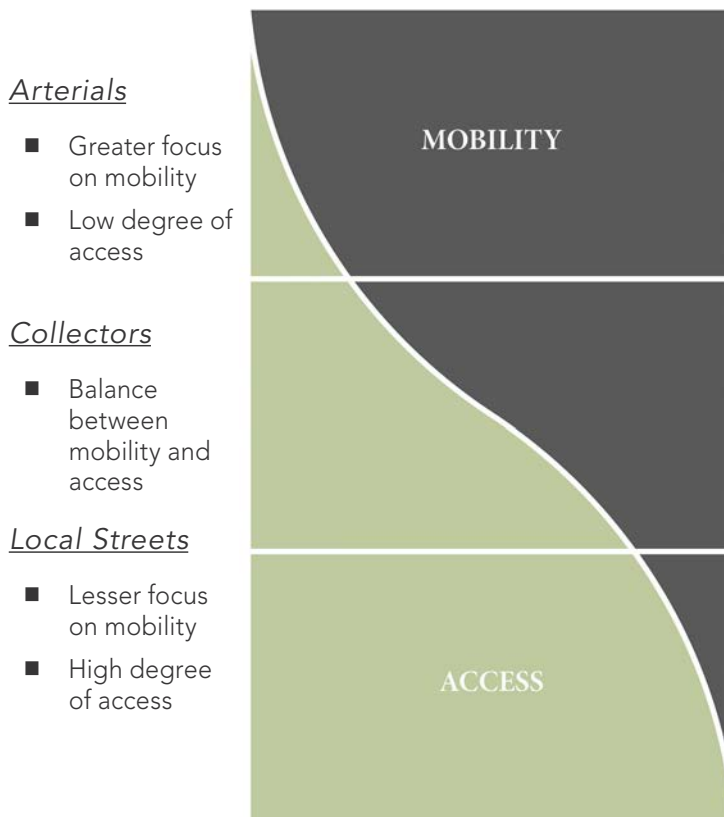 Arterials
■ Greater focus
on mobility
■ Low degree of
access
MOBILITY
Collectors
■ Balance
between
mobility and
access
Local Streets
■ Lesser focus
on mobility
■ High degree
of access
ACCESS